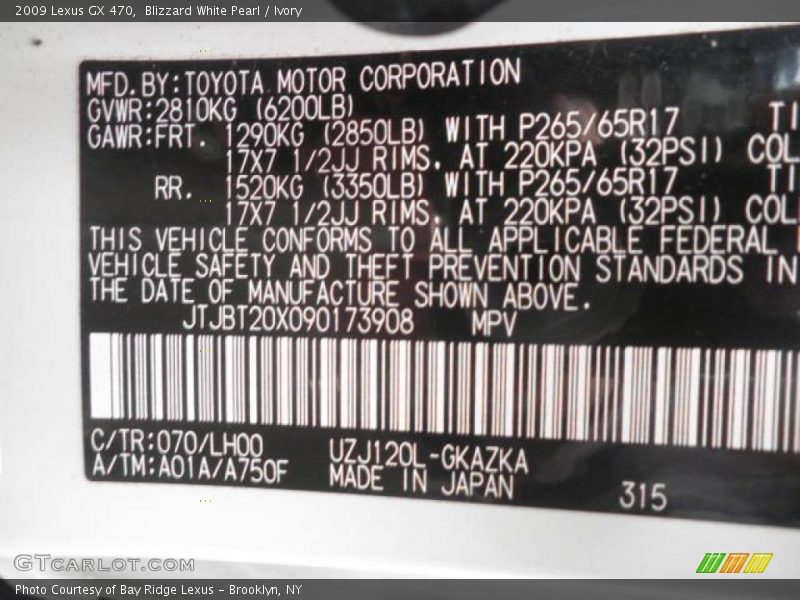 2009 Lexus GX 470, Blizzard White Pearl / Ivory
MFD.BY:TOYOTA MOTOR CORPORATION
GVWR:2810KG (6200LB)
GAWR:FRT. 1290KG (2850LB) WITH P265/65R17 TI
17X7 1/2JJ RIMS, AT 220KPA (32PSI) COL
RR. 1520KG (3350LB) WITH P265/65R17 TI
17X7 1/2JJ RIMS, AT 220KPA (32PSI) COL
THIS VEHICLE CONFORMS TO ALL APPLICABLE FEDERAL
VEHICLE SAFETY AND THEFT PREVENTION STANDARDS IN
THE DATE OF MANUFACTURE SHOWN ABOVE.
JTJBT20X090173908 MPV
C/TR:070/LH00 UZJ120L-GKAZKA
A/TM:A01A/A750F MADE IN JAPAN
315
GTCARLOT.COM
Photo Courtesy of Bay Ridge Lexus - Brooklyn, NY